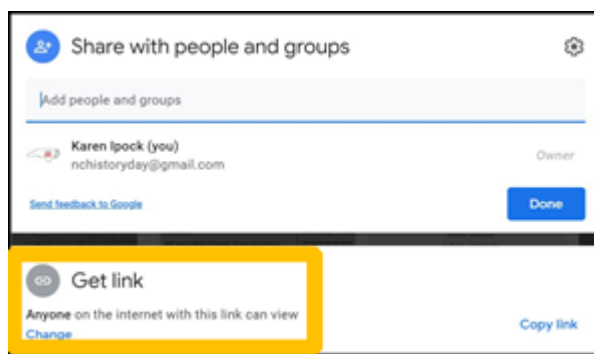 Share with people and groups
Add people and groups
Karen Ipock (you)
nchistoryday@gmail.com
Owner
Send feedback to Google
Done
Get link
Anyone on the internet with this link can view
Change
Copy link